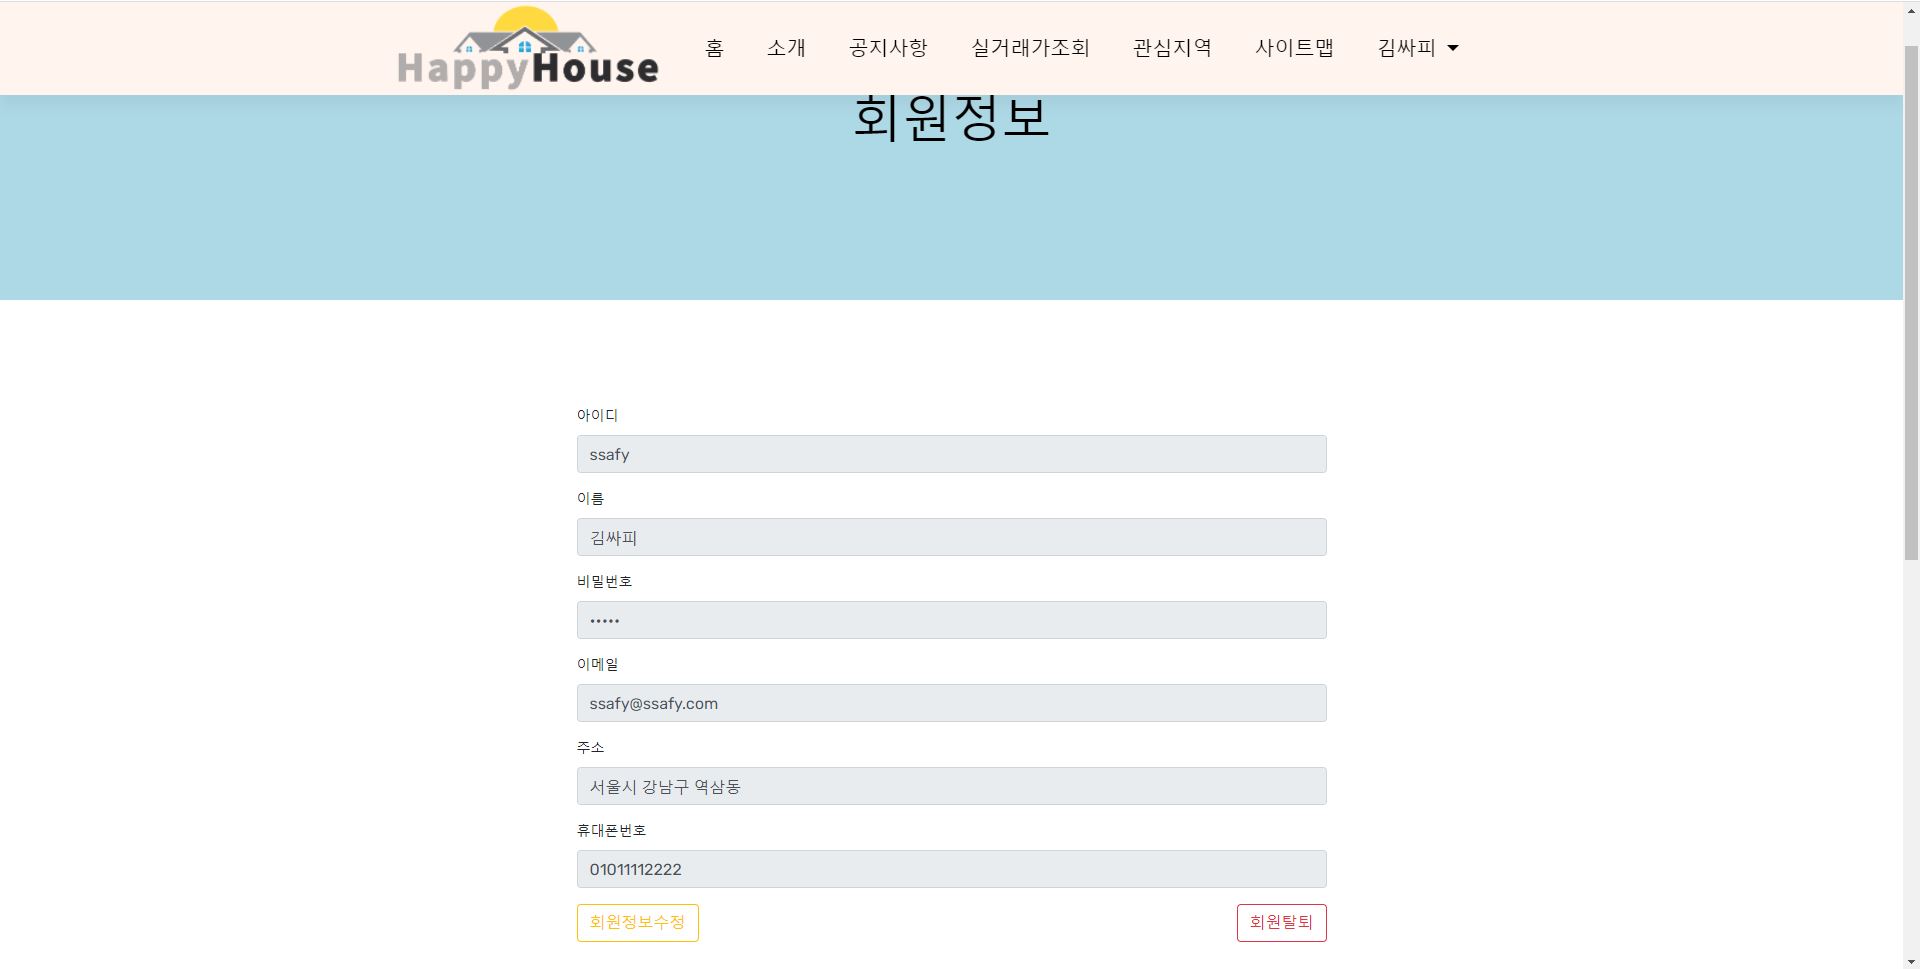 HappyHouse 홈 소개 공지사항 실거래가조회 관심지역 사이트맵 김싸피
회원정보
아이디
ssafy
이름
김싸피
비밀번호
•••••
이메일
ssafy@ssafy.com
주소
서울시 강남구 역삼동
휴대폰번호
01011112222
회원정보수정 회원탈퇴